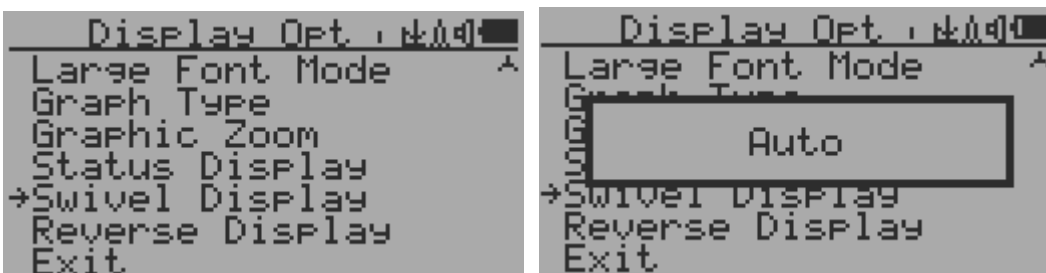 Display Opt
Large Font Mode
Graph Type
Graphic Zoom
Status Display
→Swivel Display
Reverse Display
Exit
Display Opt
Large Font Mode
Auto
→Swivel Display
Reverse Display
Exit